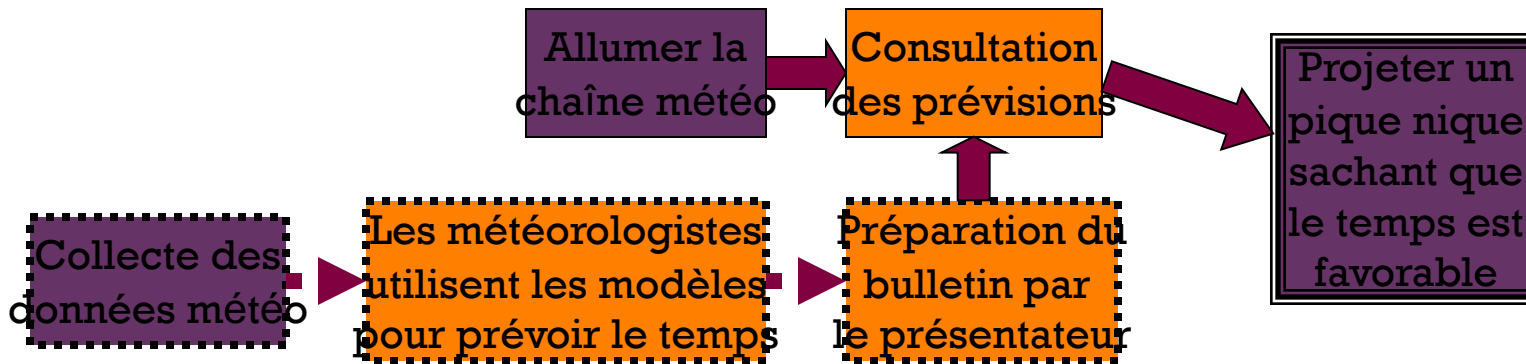 Allumer la
chaîne météo
Consultation
des prévisions
Projeter un
pique nique
sachant que
le temps est
favorable
Collecte des
données météo
Les météorologistes
utilisent les modèles
pour prévoir le temps
Préparation du
bulletin par
le présentateur